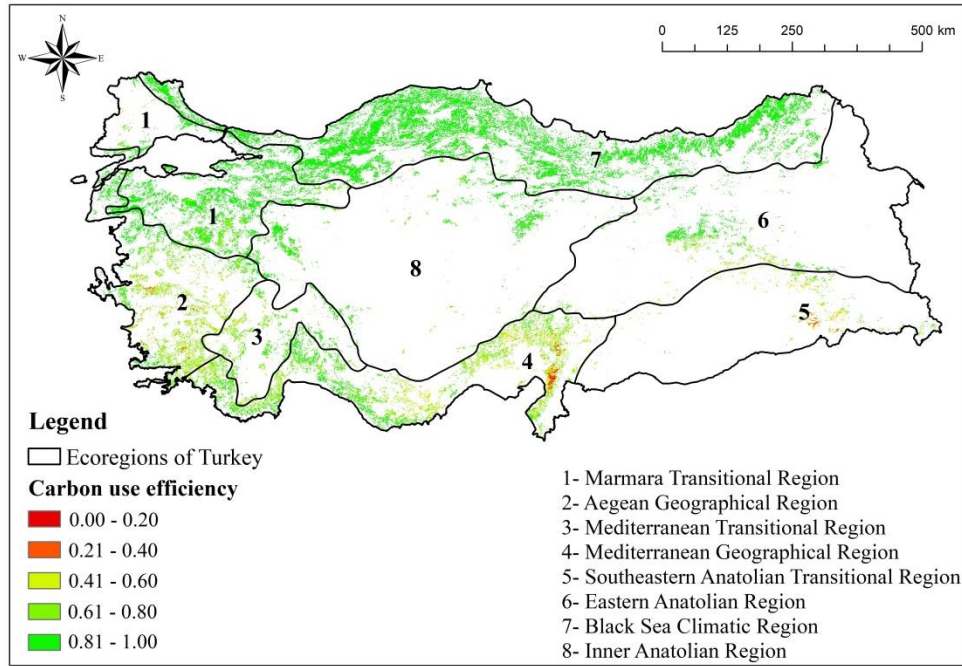 N
W E
S
0 125 250 500 km
1
7
1
6
8
2
5
3
4
Legend
Ecoregions of Turkey
Carbon use efficiency
0.00 - 0.20
0.21 - 0.40
0.41 - 0.60
0.61 - 0.80
0.81 - 1.00
1- Marmara Transitional Region
2- Aegean Geographical Region
3- Mediterranean Transitional Region
4- Mediterranean Geographical Region
5- Southeastern Anatolian Transitional Region
6- Eastern Anatolian Region
7- Black Sea Climatic Region
8- Inner Anatolian Region